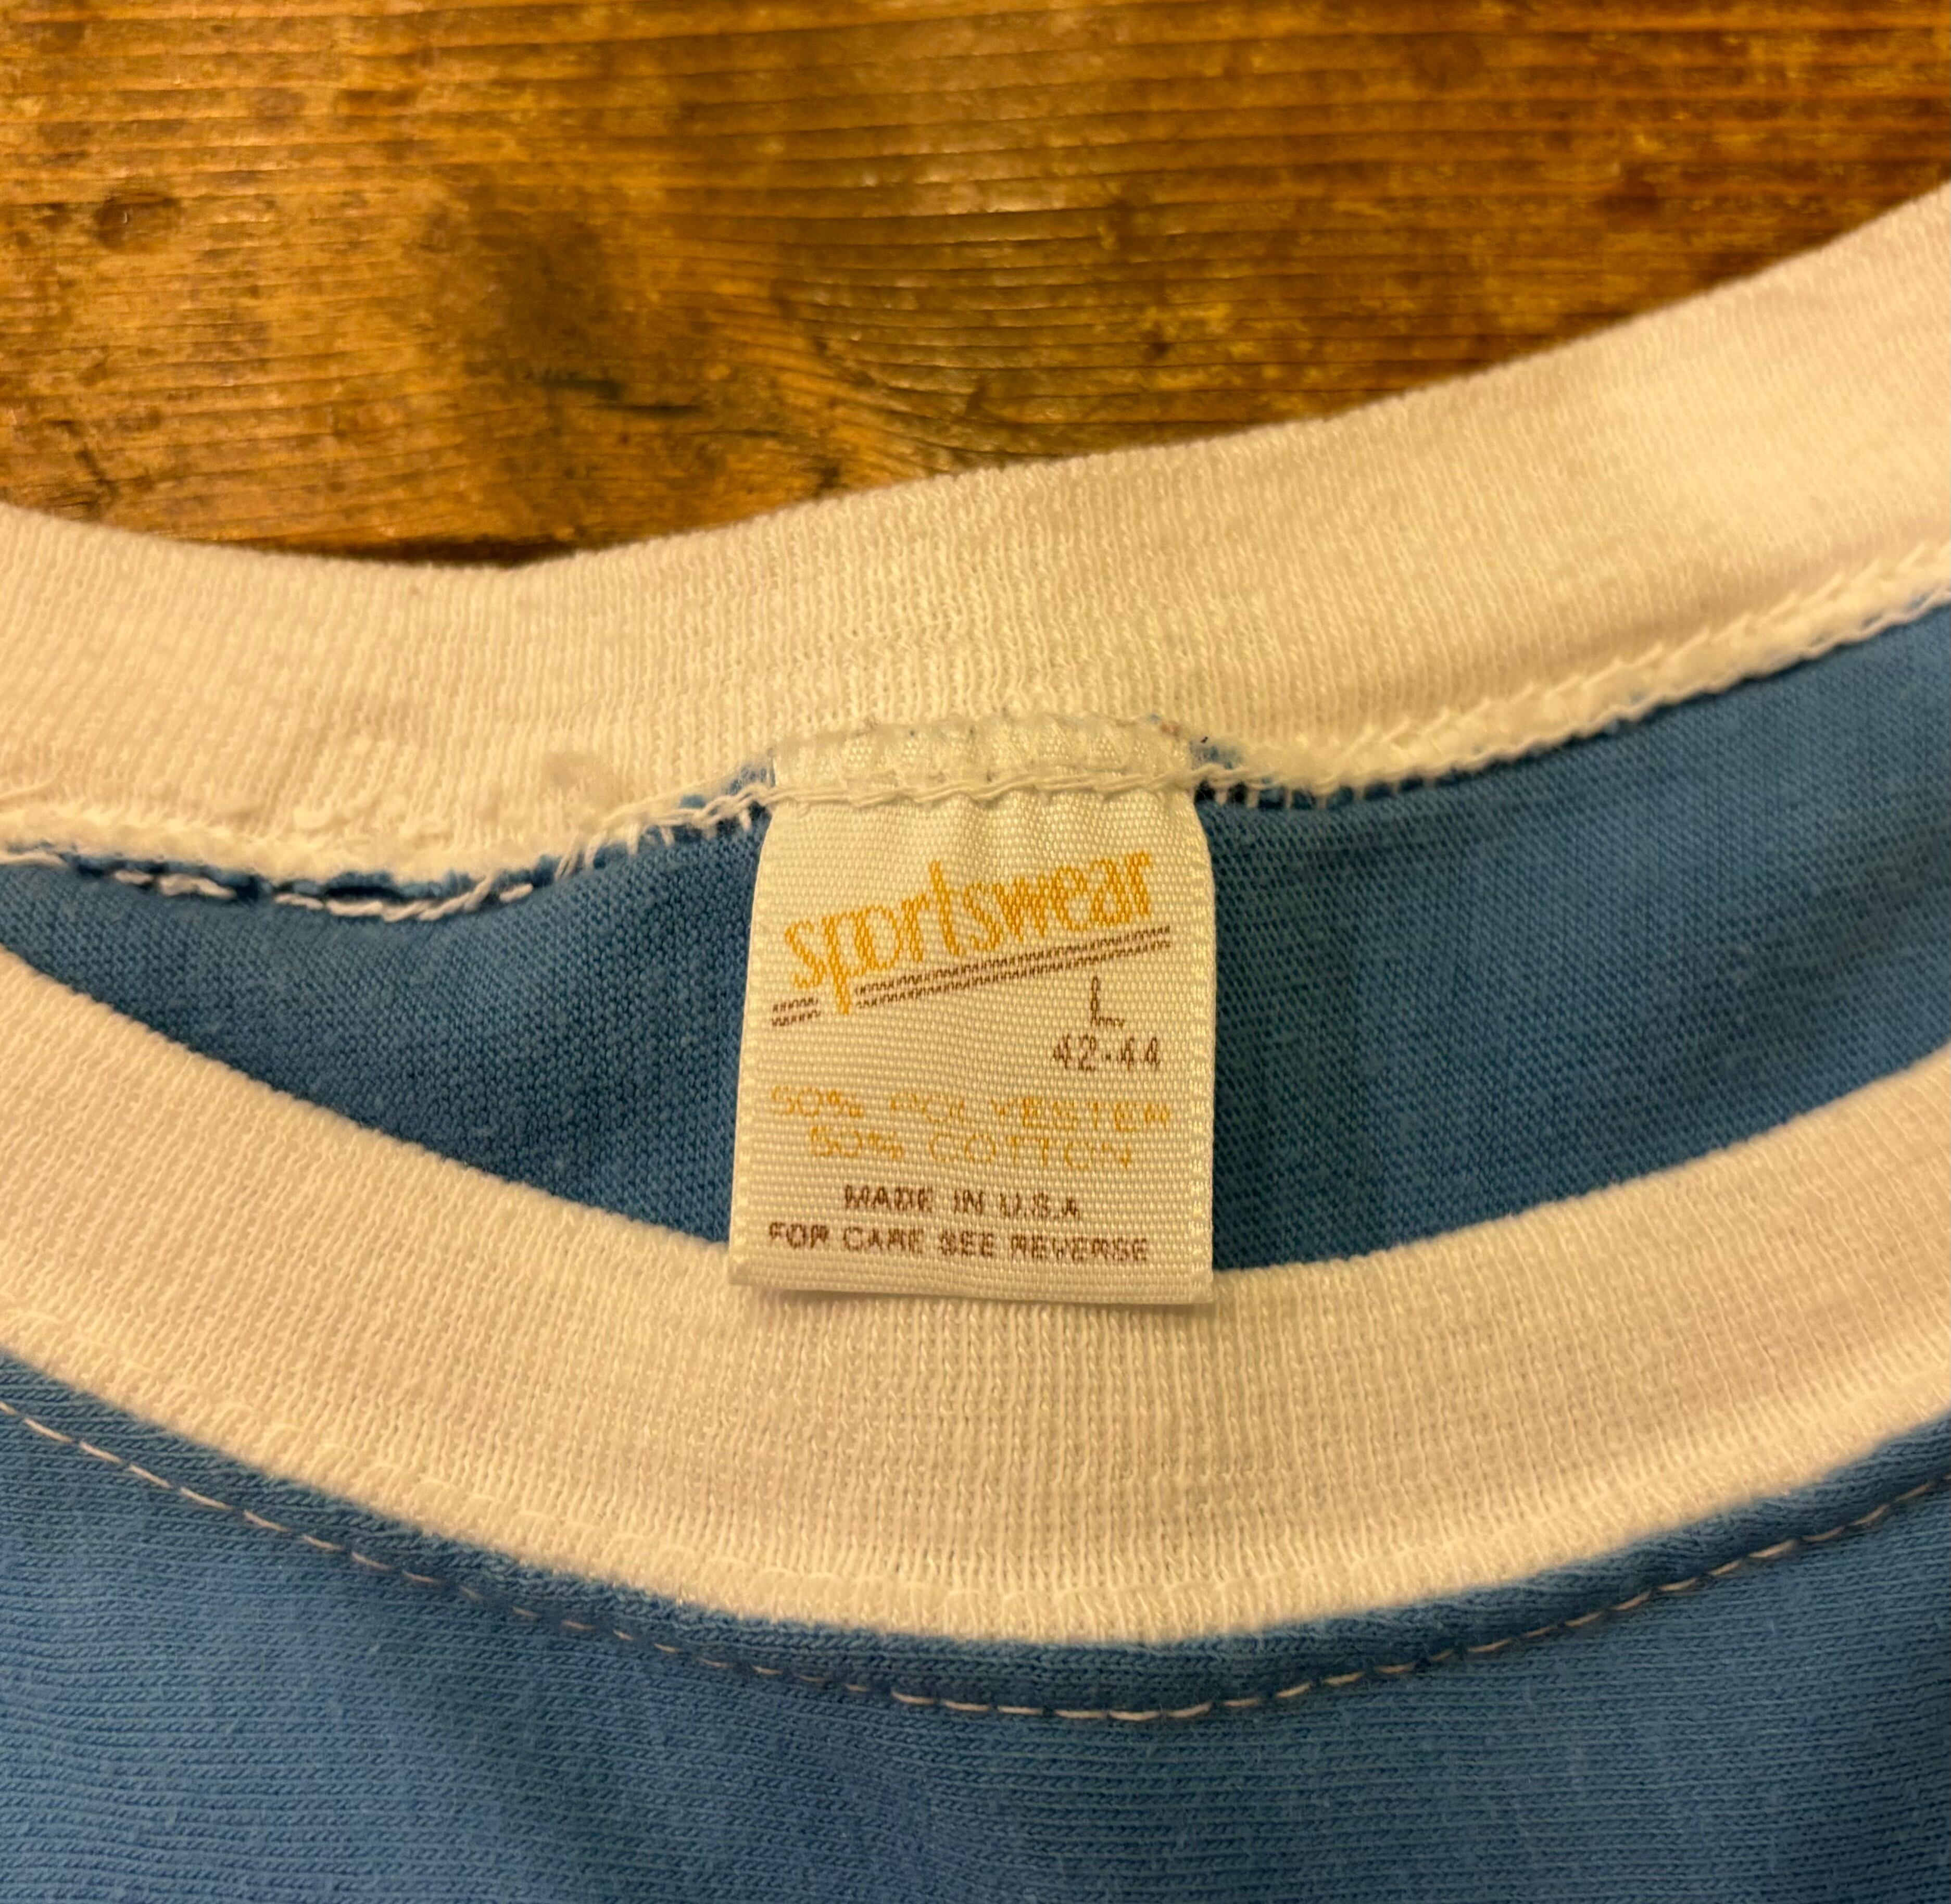 sportswear
L
42-44
50% POLYESTER
50% COTTON
MADE IN U.S.A
FOR CARE SEE REVERSE